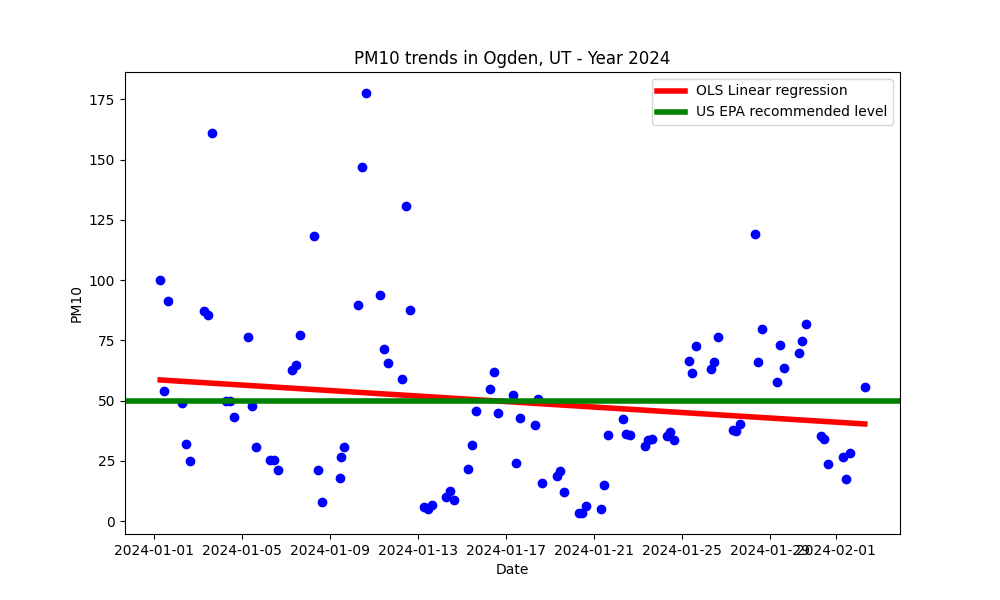 PM10 trends in Ogden, UT - Year 2024
OLS Linear regression
US EPA recommended level
175
150
125
100
75
50
25
0
PM10
2024-01-01 2024-01-05 2024-01-09 2024-01-13 2024-01-17 2024-01-21 2024-01-25 2024-01-29 2024-02-01
Date